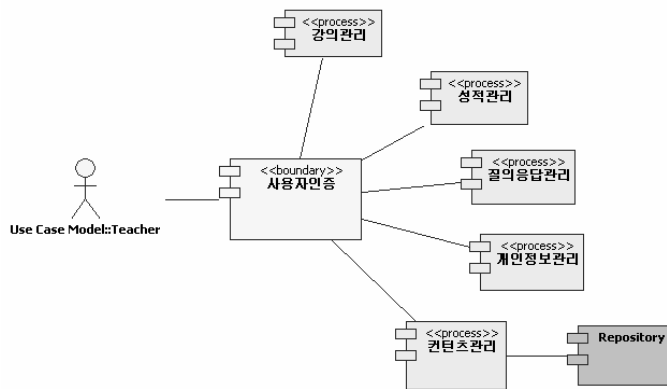 <<process>>
강의관리
<<process>>
성적관리
<<boundary>>
사용자인증
<<process>>
질의응답관리
Use Case Model::Teacher
<<process>>
개인정보관리
<<process>>
컨텐츠관리
Repository